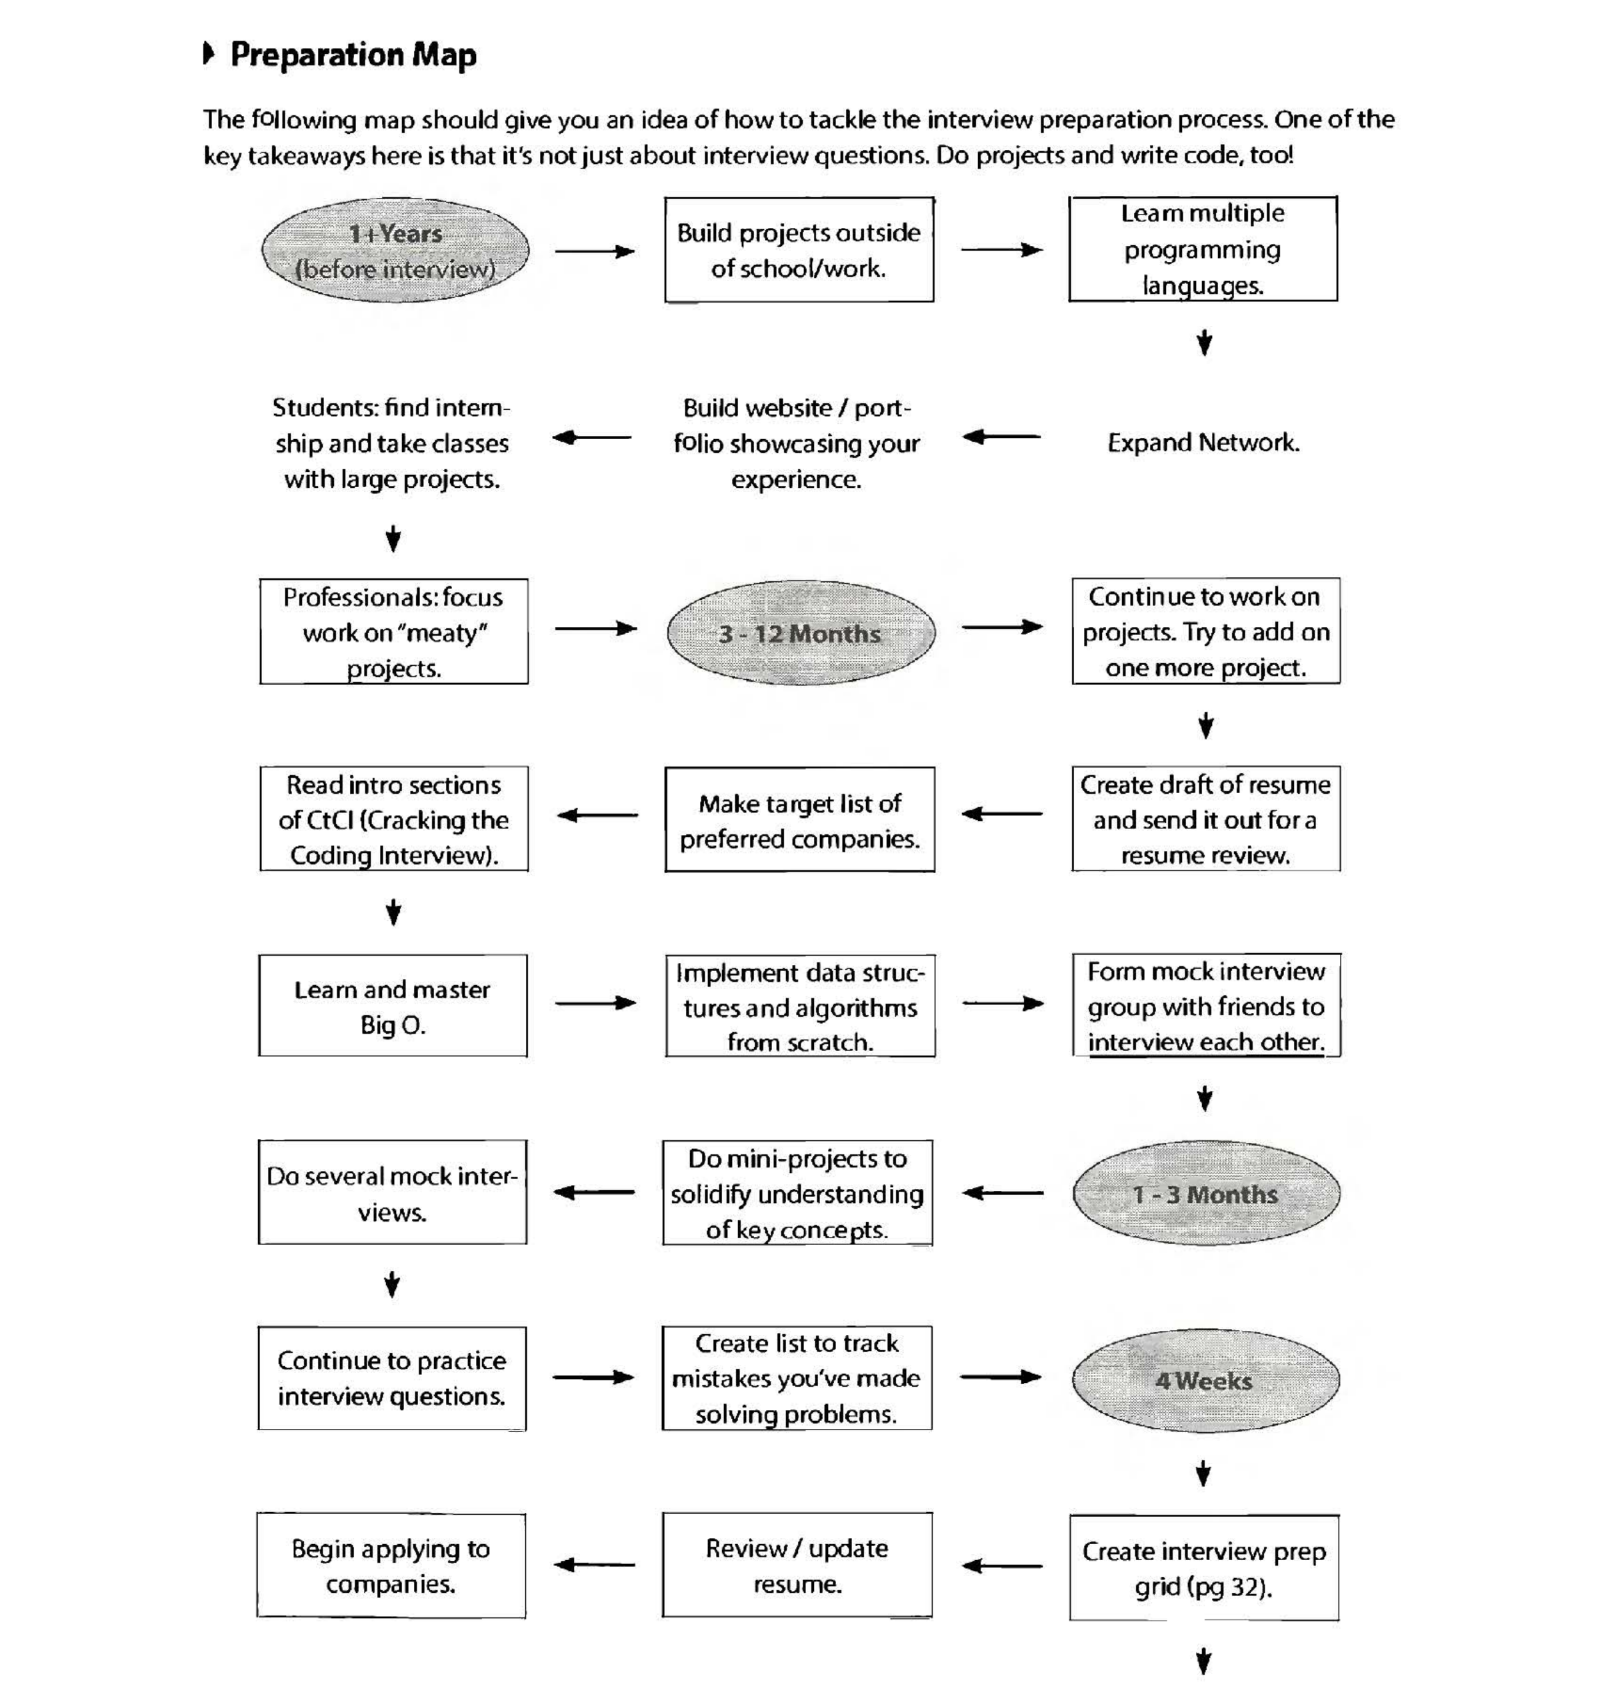 Preparation Map
The following map should give you an idea of how to tackle the interview preparation process. One of the
key takeaways here is that it's not just about interview questions. Do projects and write code, too!
1+Years
(before interview)
Build projects outside
of school/work.
Learn multiple
programming
languages.
Students: find intern-
ship and take classes
with large projects.
Build website / port-
folio showcasing your
experience.
Expand Network.
Professionals: focus
work on "meaty"
projects.
3 - 12 Months
Continue to work on
projects. Try to add on
one more project.
Read intro sections
of CtCI (Cracking the
Coding Interview).
Make target list of
preferred companies.
Create draft of resume
and send it out for a
resume review.
Learn and master
Big O.
Implement data struc-
tures and algorithms
from scratch.
Form mock interview
group with friends to
interview each other.
Do several mock inter-
views.
Do mini-projects to
solidify understanding
of key concepts.
1 - 3 Months
Continue to practice
interview questions.
Create list to track
mistakes you've made
solving problems.
4 Weeks
Begin applying to
companies.
Review / update
resume.
Create interview prep
grid (pg 32).